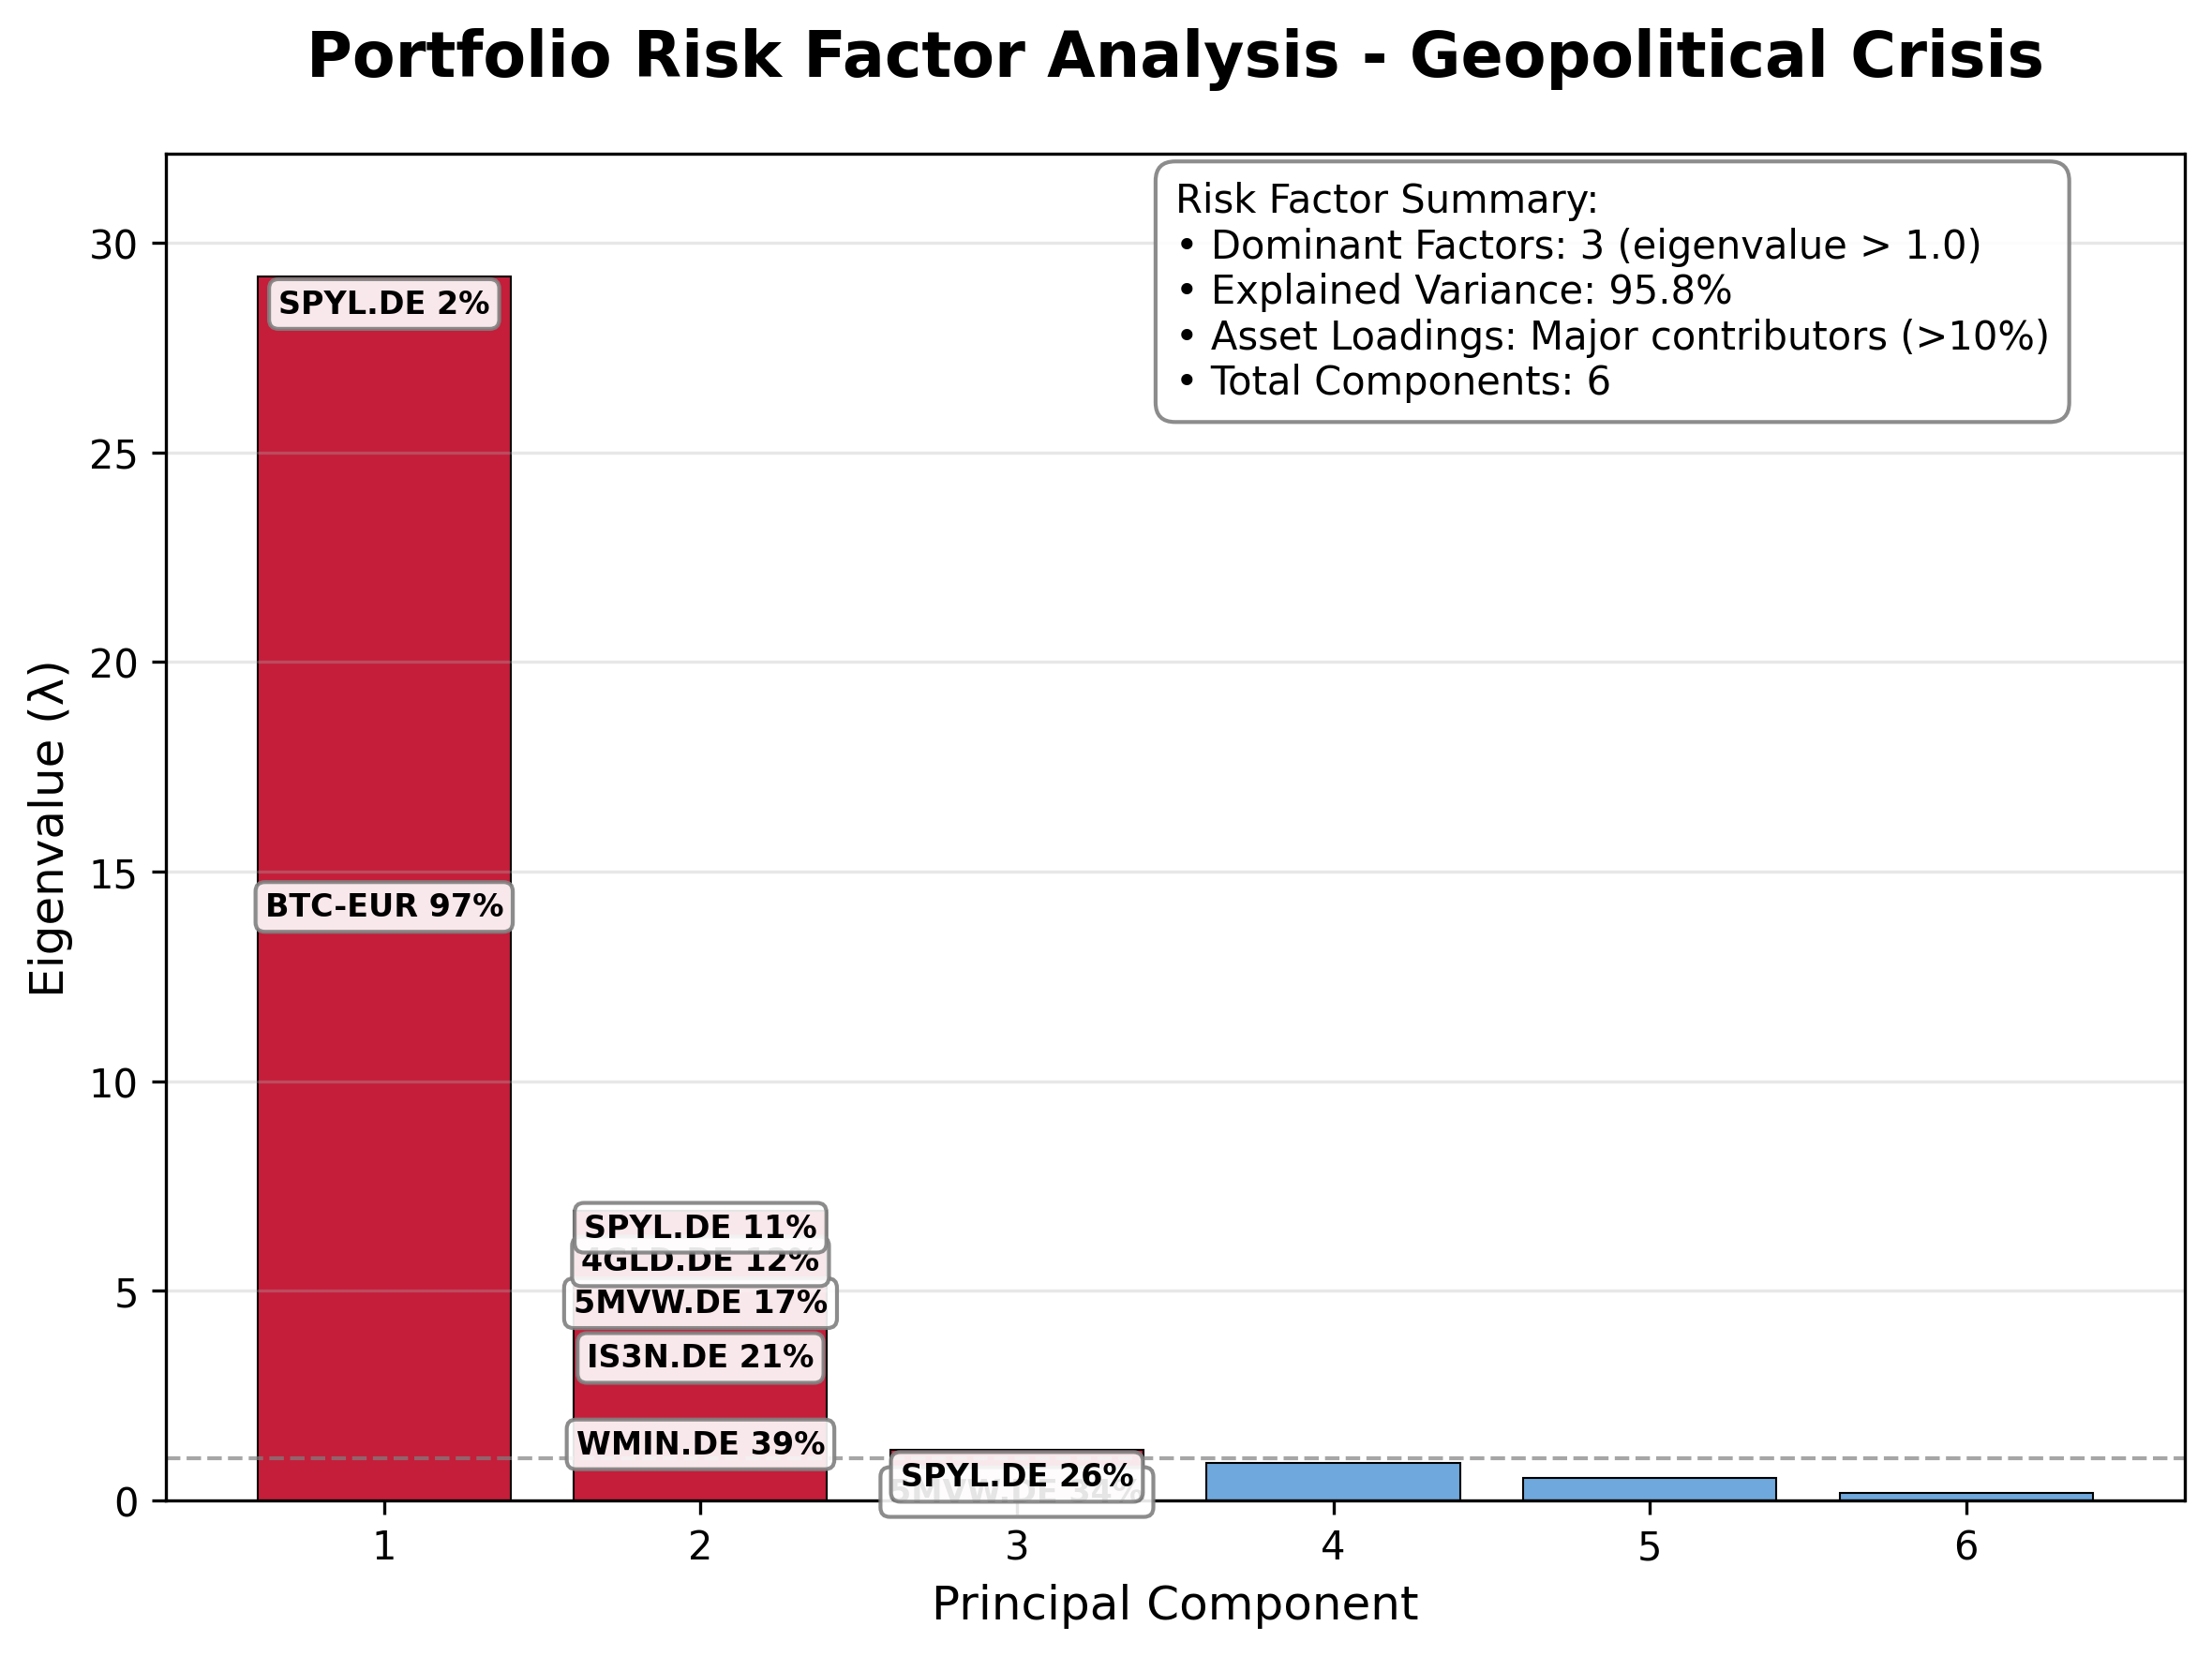 Portfolio Risk Factor Analysis - Geopolitical Crisis
Risk Factor Summary:
• Dominant Factors: 3 (eigenvalue > 1.0)
• Explained Variance: 95.8%
• Asset Loadings: Major contributors (>10%)
• Total Components: 6
Eigenvalue (λ)
30
25
20
15
10
5
0
SPYL.DE 2%
BTC-EUR 97%
SPYL.DE 11%
4GLD.DE 12%
5MVW.DE 17%
IS3N.DE 21%
WMIN.DE 39%
SPYL.DE 26%
5MVW.DE 34%
1 2 3 4 5 6
Principal Component